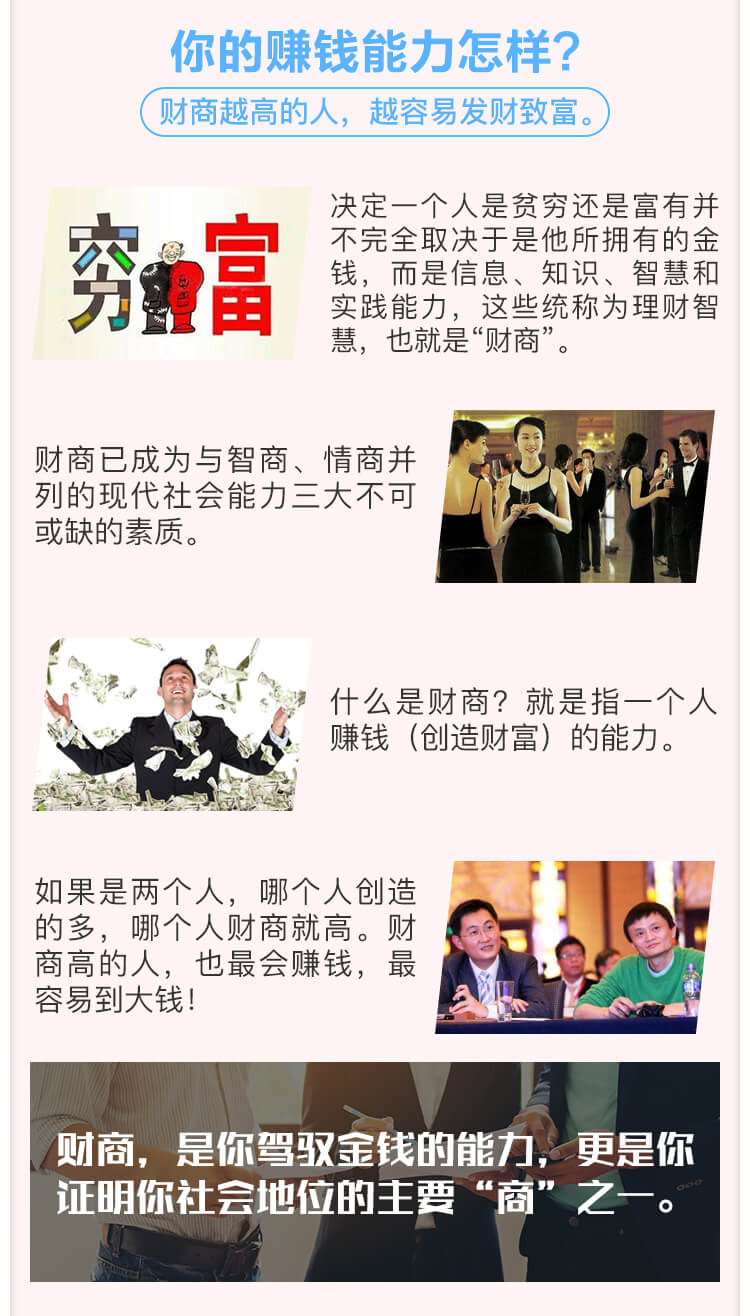 你的赚钱能力怎样？
财商越高的人，越容易发财致富。
穷富
决定一个人是贫穷还是富有并
不完全取决于是他所拥有的金
钱，而是信息、知识、智慧和
实践能力，这些统称为理财智
慧，也就是“财商”。
财商已成为与智商、情商并
列的现代社会能力三大不可
或缺的素质。
什么是财商？就是指一个人
赚钱（创造财富）的能力。
如果是两个人，哪个人创造
的多，哪个人财商就高。财
商高的人，也最会赚钱，最
容易到大钱！
财商，是你驾驭金钱的能力，更是你
证明你社会地位的主要“商”之一。